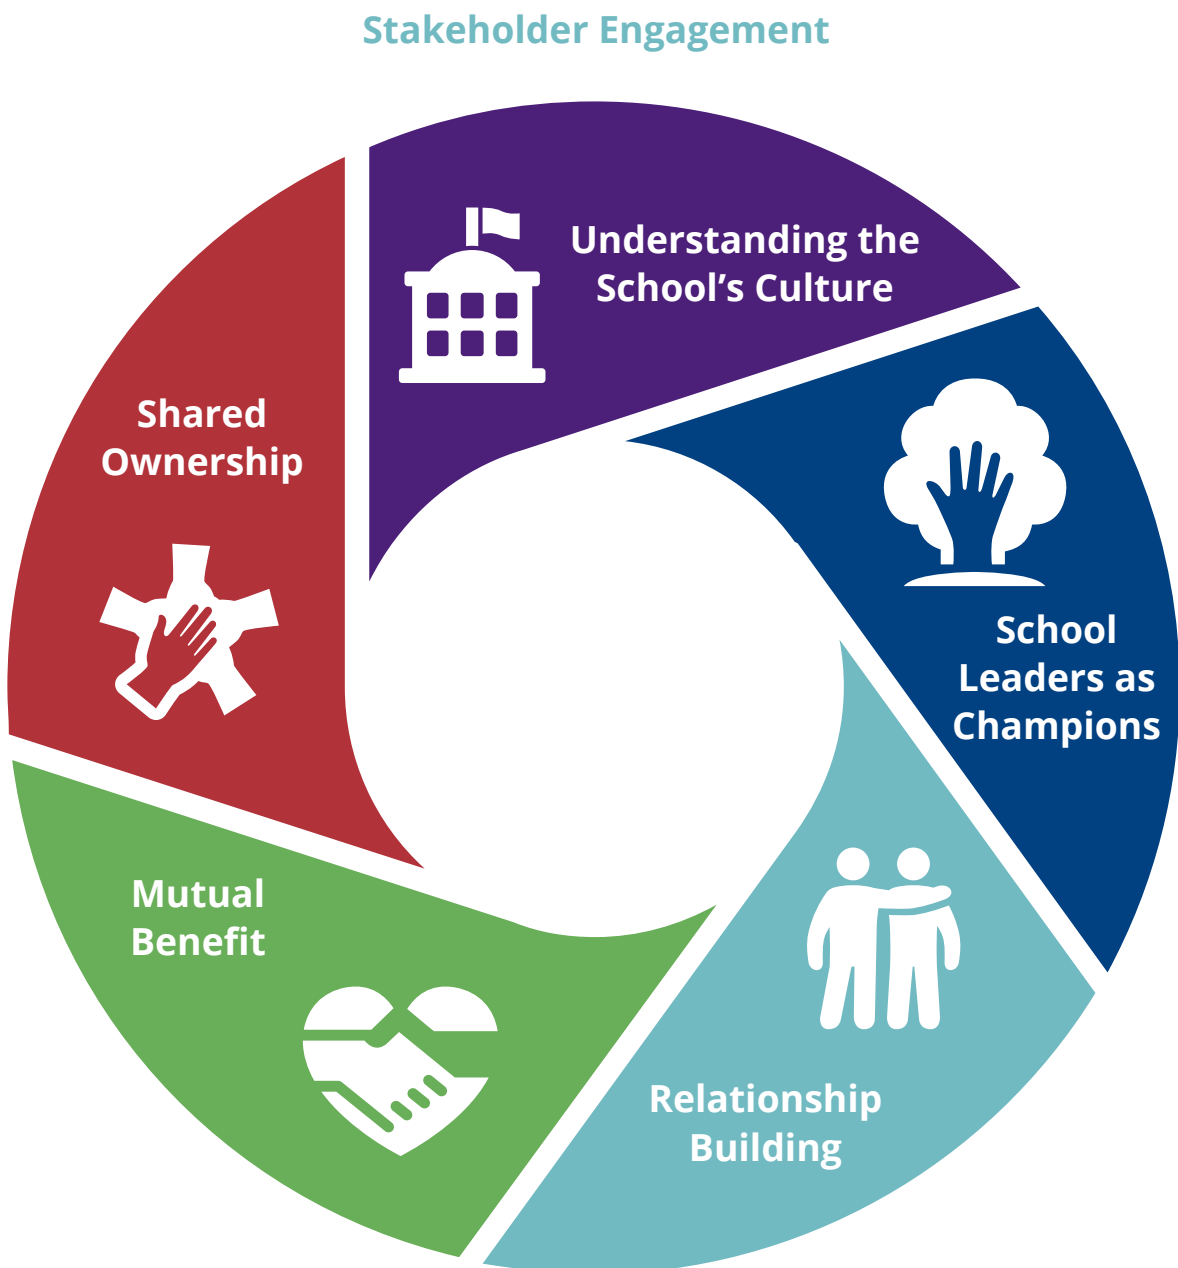 Stakeholder Engagement
Understanding the
School’s Culture
School
Leaders as
Champions
Relationship
Building
Mutual
Benefit
Shared
Ownership